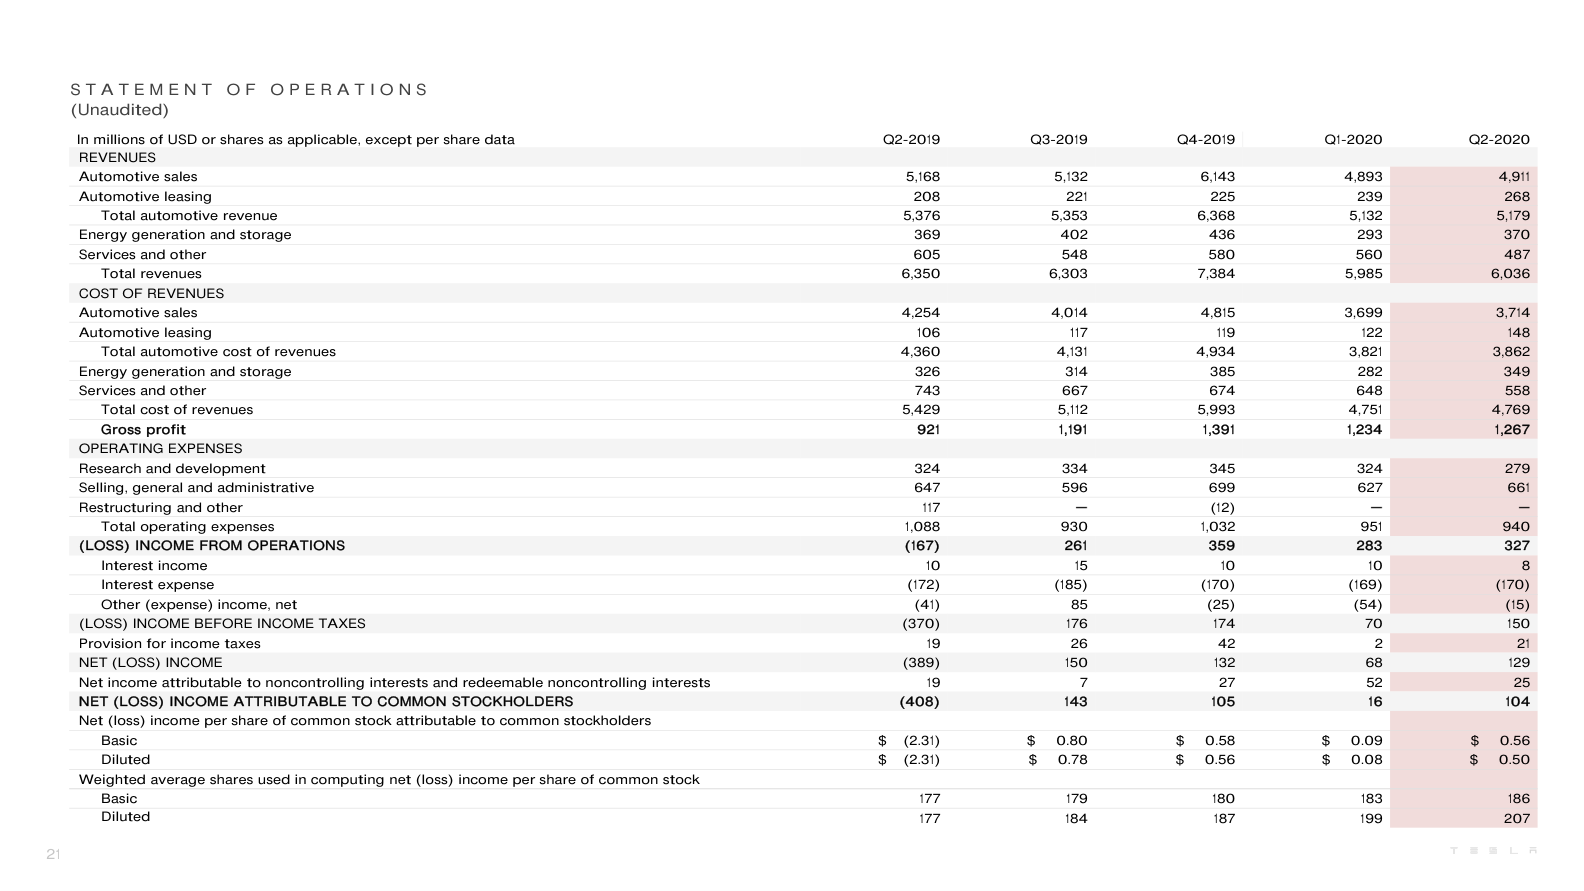 STATEMENT OF OPERATIONS
(Unaudited)
In millions of USD or shares as applicable, except per share data Q2-2019 Q3-2019 Q4-2019 Q1-2020 Q2-2020
REVENUES
Automotive sales 5,168 5,132 6,143 4,893 4,911
Automotive leasing 208 221 225 239 268
Total automotive revenue 5,376 5,353 6,368 5,132 5,179
Energy generation and storage 369 402 436 293 370
Services and other 605 548 580 560 487
Total revenues 6,350 6,303 7,384 5,985 6,036
COST OF REVENUES
Automotive sales 4,254 4,014 4,815 3,699 3,714
Automotive leasing 106 117 119 122 148
Total automotive cost of revenues 4,360 4,131 4,934 3,821 3,862
Energy generation and storage 326 314 385 282 349
Services and other 743 667 674 648 558
Total cost of revenues 5,429 5,112 5,993 4,751 4,769
Gross profit 921 1,191 1,391 1,234 1,267
OPERATING EXPENSES
Research and development 324 334 345 324 279
Selling, general and administrative 647 596 699 627 661
Restructuring and other 117 — (12) — —
Total operating expenses 1,088 930 1,032 951 940
(LOSS) INCOME FROM OPERATIONS (167) 261 359 283 327
Interest income 10 15 10 10 8
Interest expense (172) (185) (170) (169) (170)
Other (expense) income, net (41) 85 (25) (54) (15)
(LOSS) INCOME BEFORE INCOME TAXES (370) 176 174 70 150
Provision for income taxes 19 26 42 2 21
NET (LOSS) INCOME (389) 150 132 68 129
Net income attributable to noncontrolling interests and redeemable noncontrolling interests 19 7 27 52 25
NET (LOSS) INCOME ATTRIBUTABLE TO COMMON STOCKHOLDERS (408) 143 105 16 104
Net (loss) income per share of common stock attributable to common stockholders
Basic $ (2.31) $ 0.80 $ 0.58 $ 0.09 $ 0.56
Diluted $ (2.31) $ 0.78 $ 0.56 $ 0.08 $ 0.50
Weighted average shares used in computing net (loss) income per share of common stock
Basic 177 179 180 183 186
Diluted 177 184 187 199 207
21 TESLA